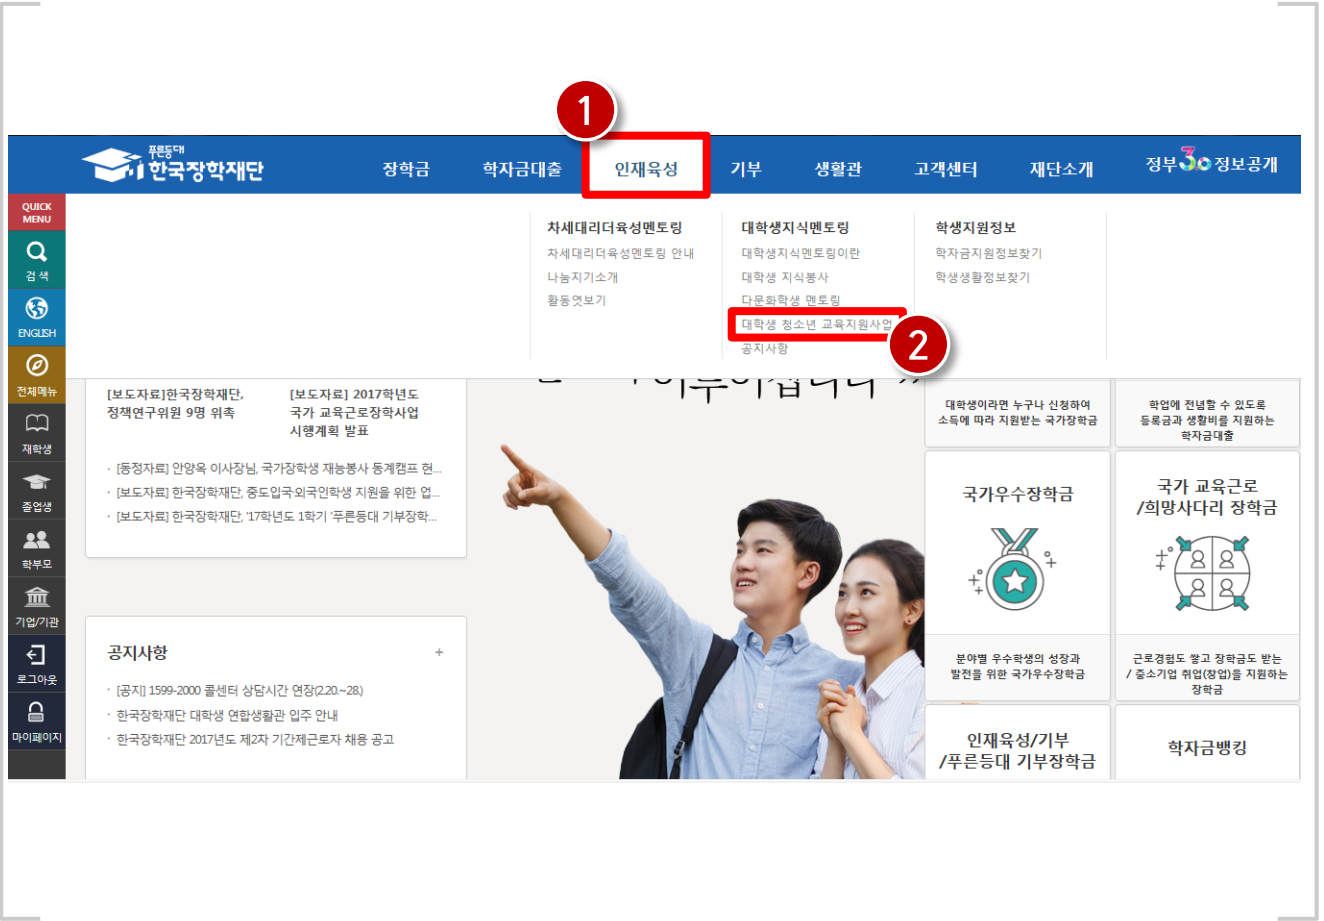 1
푸른등대
한국장학재단
장학금
학자금대출
인재육성
기부
생활관
고객센터
재단소개
정부3.0정보공개
QUICK
MENU
검색
ENGLISH
전체메뉴
재학생
졸업생
학부모
기업/기관
로그아웃
마이페이지
차세대리더육성멘토링
차세대리더육성멘토링 안내
나눔지기소개
활동엿보기
대학생지식멘토링
대학생지식멘토링이란
대학생 지식봉사
다문화학생 멘토링
대학생 청소년 교육지원사업
공지사항
2
학생지원정보
학자금지원정보찾기
학생생활정보찾기
[보도자료]한국장학재단,
정책연구위원 9명 위촉
[보도자료] 2017학년도
국가 교육근로장학사업
시행계획 발표
· [동정자료] 안양옥 이사장님, 국가장학생 재능봉사 동계캠프 현...
· [보도자료] 한국장학재단, 중도입국·외국인학생 지원을 위한 업...
· [보도자료] 한국장학재단, '17학년도 1학기 '푸른등대 기부장학...
공지사항 +
· [공지] 1599-2000 콜센터 상담시간 연장(2.20.~28.)
· 한국장학재단 대학생 연합생활관 입주 안내
· 한국장학재단 2017년도 제2차 기간제근로자 채용 공고
대학생이라면 누구나 신청하여
소득에 따라 지원받는 국가장학금
학업에 전념할 수 있도록
등록금과 생활비를 지원하는
학자금대출
국가우수장학금
분야별 우수학생의 성장과
발전을 위한 국가우수장학금
국가 교육근로
/희망사다리 장학금
근로경험도 쌓고 장학금도 받는
/ 중소기업 취업(창업)을 지원하는
장학금
인재육성/기부
/푸른등대 기부장학금
학자금뱅킹